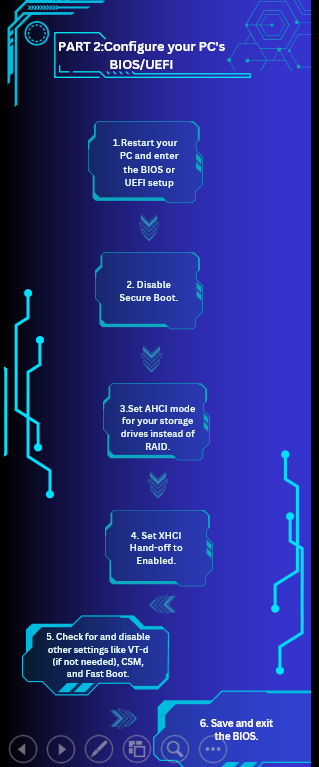 PART 2:Configure your PC's
BIOS/UEFI
1.Restart your
PC and enter
the BIOS or
UEFI setup
2. Disable
Secure Boot.
3.Set AHCI mode
for your storage
drives instead of
RAID.
4. Set XHCI
Hand-off to
Enabled.
5. Check for and disable
other settings like VT-d
(if not needed), CSM,
and Fast Boot.
6. Save and exit
the BIOS.